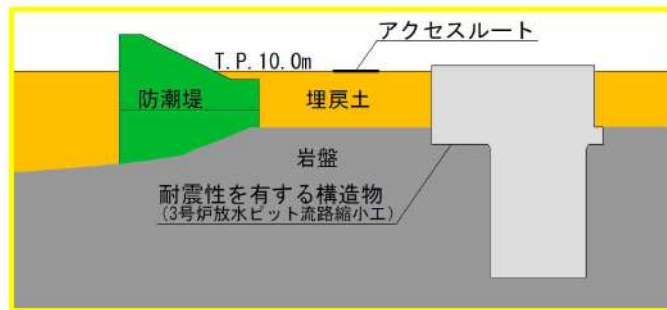 アクセスルート
T.P.10.0m
防潮堤
埋戻土
岩盤
耐震性を有する構造物
(3号炉放水ピット流路縮小工)